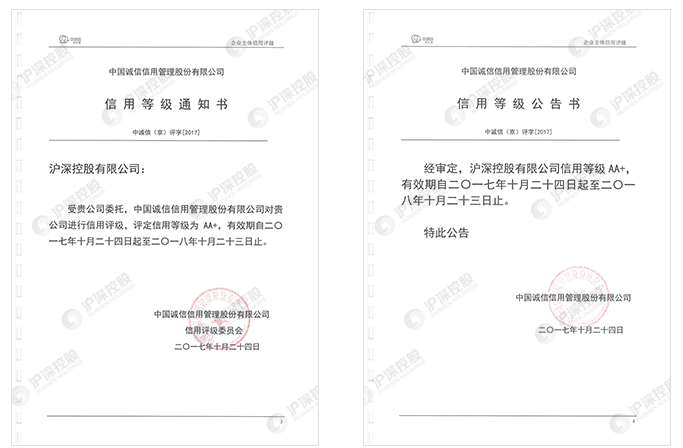 企业主体信用评级
中国诚信信用管理股份有限公司
信用等级通知书
中诚信（京）评字[2017]
沪深控股有限公司：
受贵公司委托，中国诚信信用管理股份有限公司对贵
公司进行信用评级，评定信用等级为 AA+，有效期自二〇
一七年十月二十四日起至二〇一八年十月二十三日止。
中国诚信信用管理股份有限公司
信用评级委员会
二〇一七年十月二十四日
3
沪深控股
企业主体信用评级
中国诚信信用管理股份有限公司
信用等级公告书
中诚信（京）评字[2017]
经审定，沪深控股有限公司信用等级 AA+，
有效期自二〇一七年十月二十四日起至二〇一
八年十月二十三日止。
特此公告
中国诚信信用管理股份有限公司
二〇一七年十月二十四日
4
沪深控股